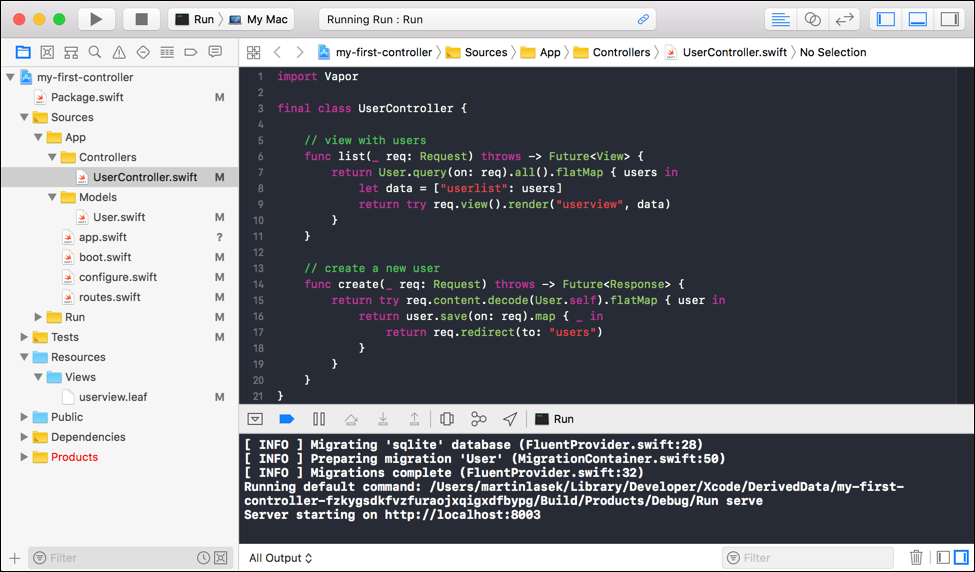 Run 〉 My Mac
Running Run : Run
my-first-controller 〉 Sources 〉 App 〉 Controllers 〉 UserController.swift 〉 No Selection
my-first-controller
Package.swift M
Sources
App
Controllers
UserController.swift M
Models
User.swift M
app.swift ?
boot.swift M
configure.swift M
routes.swift M
Run M
Tests M
Resources
Views
userview.leaf M
Public
Dependencies
Products
Filter
1 import Vapor
2
3 final class UserController {
4
5     // view with users
6     func list(_ req: Request) throws -> Future<View> {
7         return User.query(on: req).all().flatMap { users in
8             let data = ["userlist": users]
9             return try req.view().render("userview", data)
10         }
11     }
12
13     // create a new user
14     func create(_ req: Request) throws -> Future<Response> {
15         return try req.content.decode(User.self).flatMap { user in
16             return user.save(on: req).map { _ in
17                 return req.redirect(to: "users")
18             }
19         }
20     }
21 }
Run
[ INFO ] Migrating 'sqlite' database (FluentProvider.swift:28)
[ INFO ] Preparing migration 'User' (MigrationContainer.swift:50)
[ INFO ] Migrations complete (FluentProvider.swift:32)
Running default command: /Users/martinlasek/Library/Developer/Xcode/DerivedData/my-first-
controller-fzkygsdkfvzfuraojxqigxdfbypg/Build/Products/Debug/Run serve
Server starting on http://localhost:8003
All Output
Filter